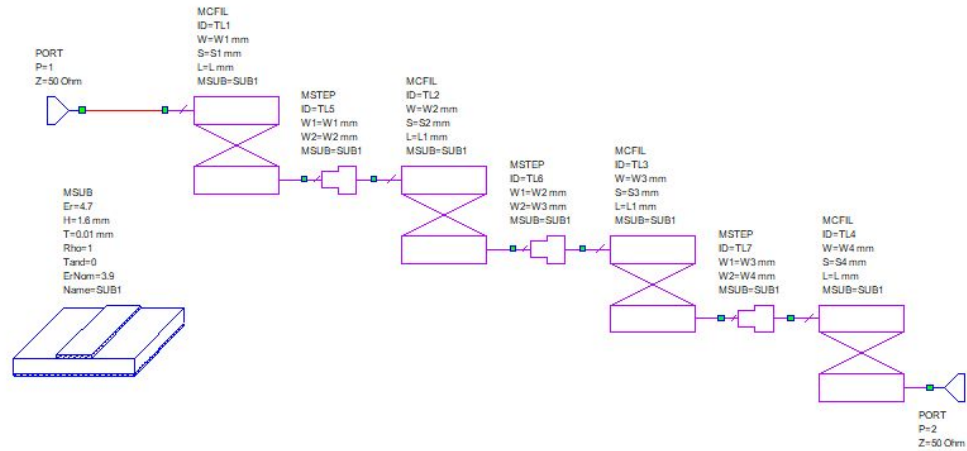 MCFIL
ID=TL1
W=W1 mm
S=S1 mm
L=L mm
MSUB=SUB1
PORT
P=1
Z=50 Ohm
MSTEP
ID=TL5
W1=W1 mm
W2=W2 mm
MSUB=SUB1
MCFIL
ID=TL2
W=W2 mm
S=S2 mm
L=L1 mm
MSUB=SUB1
MSTEP
ID=TL6
W1=W2 mm
W2=W3 mm
MSUB=SUB1
MCFIL
ID=TL3
W=W3 mm
S=S3 mm
L=L1 mm
MSUB=SUB1
MSTEP
ID=TL7
W1=W3 mm
W2=W4 mm
MSUB=SUB1
MCFIL
ID=TL4
W=W4 mm
S=S4 mm
L=L mm
MSUB=SUB1
MSUB
Er=4.7
H=1.6 mm
T=0.01 mm
Rho=1
Tand=0
ErNom=3.9
Name=SUB1
PORT
P=2
Z=50 Ohm